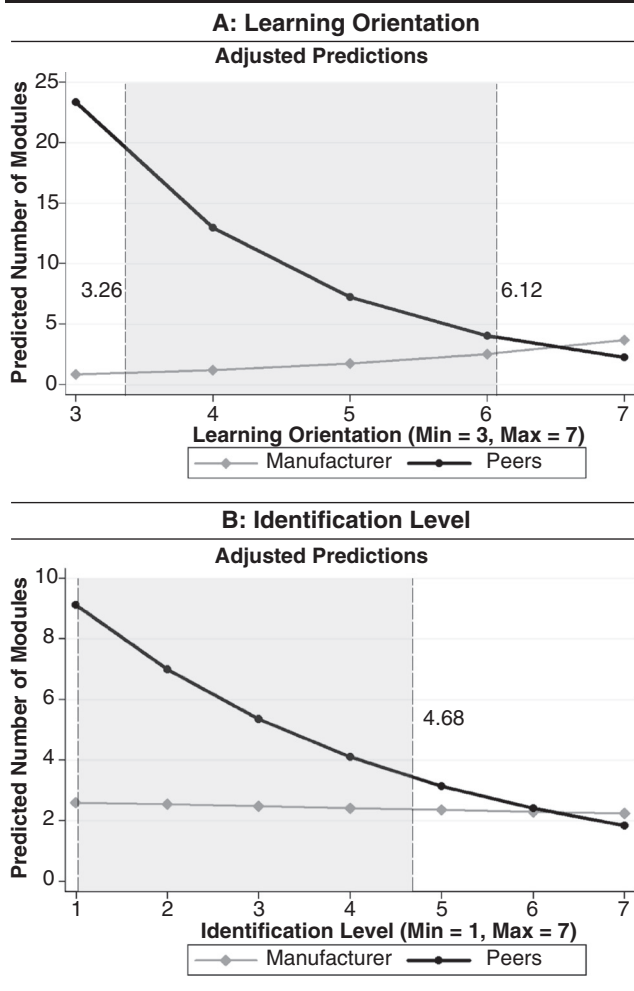 A: Learning Orientation
Adjusted Predictions
Predicted Number of Modules
25
20
15
10
5
0
3.26
6.12
3 4 5 6 7
Learning Orientation (Min = 3, Max = 7)
Manufacturer Peers
B: Identification Level
Adjusted Predictions
Predicted Number of Modules
10
8
6
4
2
0
4.68
1 2 3 4 5 6 7
Identification Level (Min = 1, Max = 7)
Manufacturer Peers